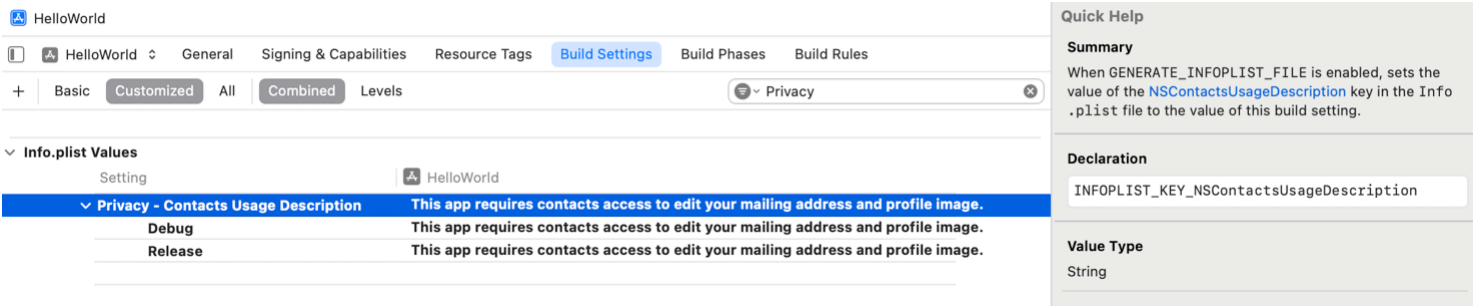 HelloWorld
HelloWorld General Signing & Capabilities Resource Tags Build Settings Build Phases Build Rules
+ Basic Customized All Combined Levels Privacy
Info.plist Values
Setting HelloWorld
Privacy - Contacts Usage Description This app requires contacts access to edit your mailing address and profile image.
Debug This app requires contacts access to edit your mailing address and profile image.
Release This app requires contacts access to edit your mailing address and profile image.
Quick Help
Summary
When GENERATE_INFOPLIST_FILE is enabled, sets the
value of the NSContactsUsageDescription key in the Info
.plist file to the value of this build setting.
Declaration
INFOPLIST_KEY_NSContactsUsageDescription
Value Type
String